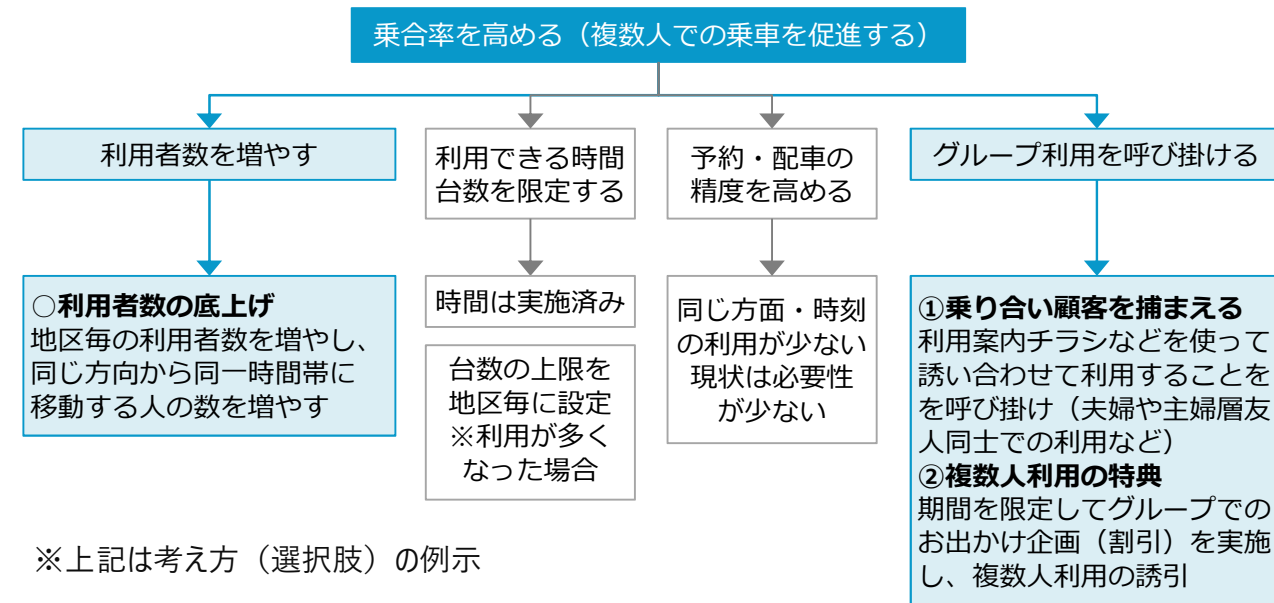 乗合率を高める（複数人での乗車を促進する）
利用者数を増やす
○利用者数の底上げ
地区毎の利用者数を増やし、
同じ方向から同一時間帯に
移動する人の数を増やす
利用できる時間
台数を限定する
時間は実施済み
台数の上限を
地区毎に設定
※利用が多く
なった場合
予約・配車の
精度を高める
同じ方面・時刻
の利用が少ない
現状は必要性
が少ない
グループ利用を呼び掛ける
①乗り合い顧客を捕まえる
利用案内チラシなどを使って
誘い合わせて利用することを
を呼び掛け（夫婦や主婦層友
人同士での利用など）
②複数人利用の特典
期間を限定してグループでの
お出かけ企画（割引）を実施
し、複数人利用の誘引
※上記は考え方（選択肢）の例示